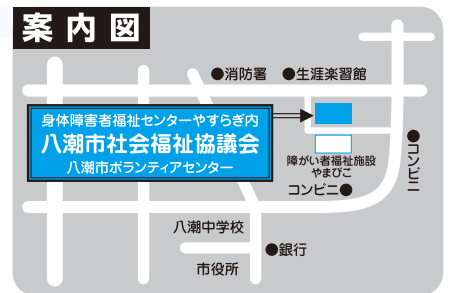 案内図
●消防署
●生涯楽習館
身体障害者福祉センターやすらぎ内
八潮市社会福祉協議会
八潮市ボランティアセンター
障がい者福祉施設
やまびこ
コンビニ●
●コンビニ
八潮中学校
●銀行
市役所